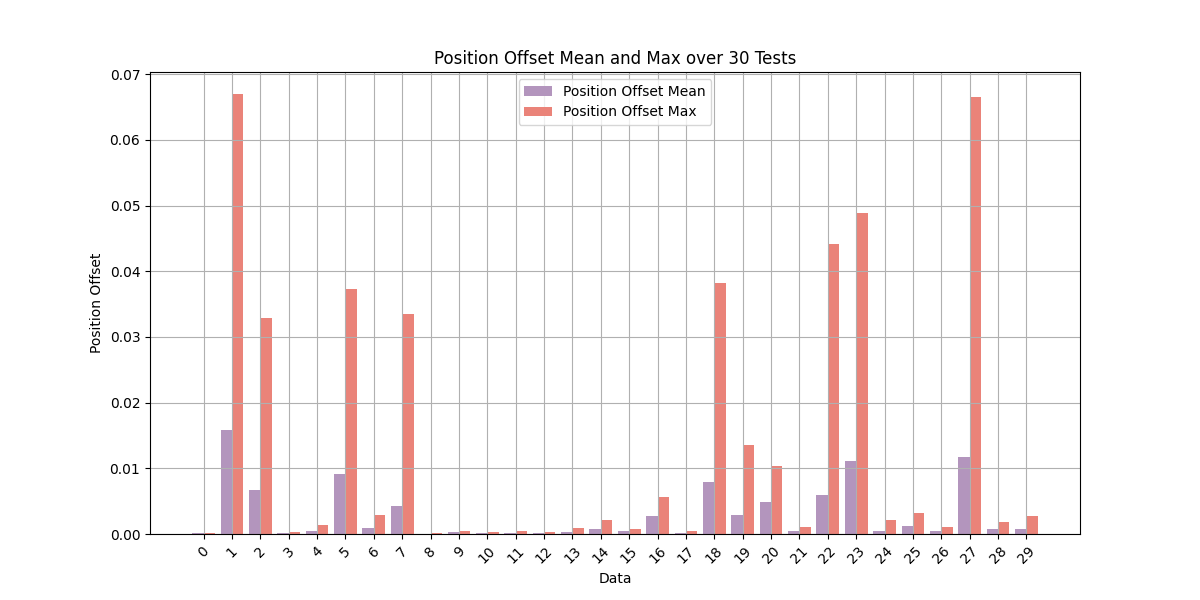 Position Offset Mean and Max over 30 Tests
Position Offset Mean
Position Offset Max
0.07
0.06
0.05
0.04
0.03
0.02
0.01
0.00
Position Offset
0 1 2 3 4 5 6 7 8 9 10 11 12 13 14 15 16 17 18 19 20 21 22 23 24 25 26 27 28 29
Data